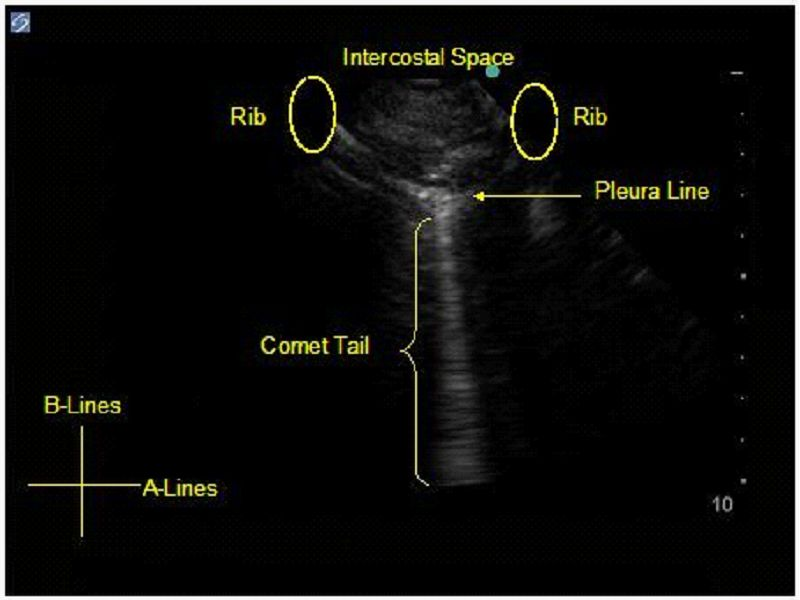 Intercostal Space
Rib
Rib
Pleura Line
Comet Tail
B-Lines
A-Lines
10